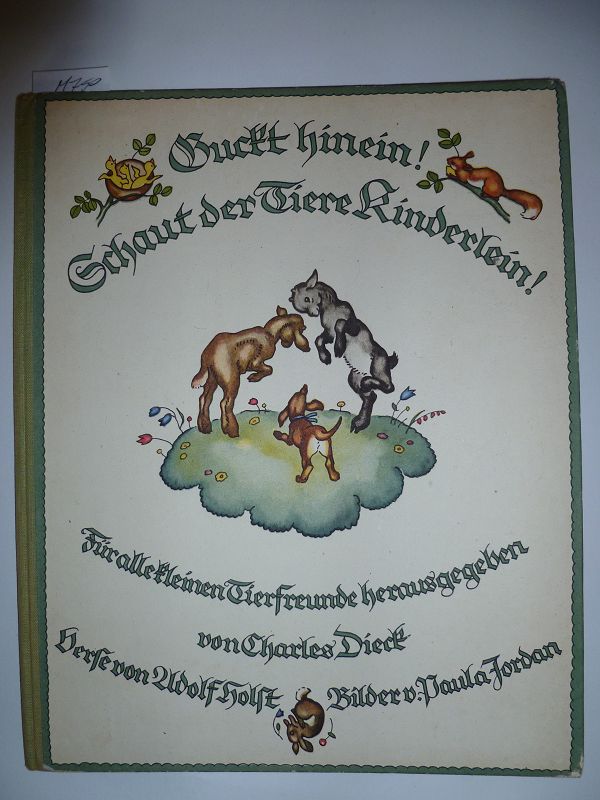 Guckt hinein!
Schaut der Tiere Kinderlein!
Für alle kleinen Tierfreunde herausgegeben
von Charles Dieck
Verse von Adolf Holst
Bilder v. Paula Jordan